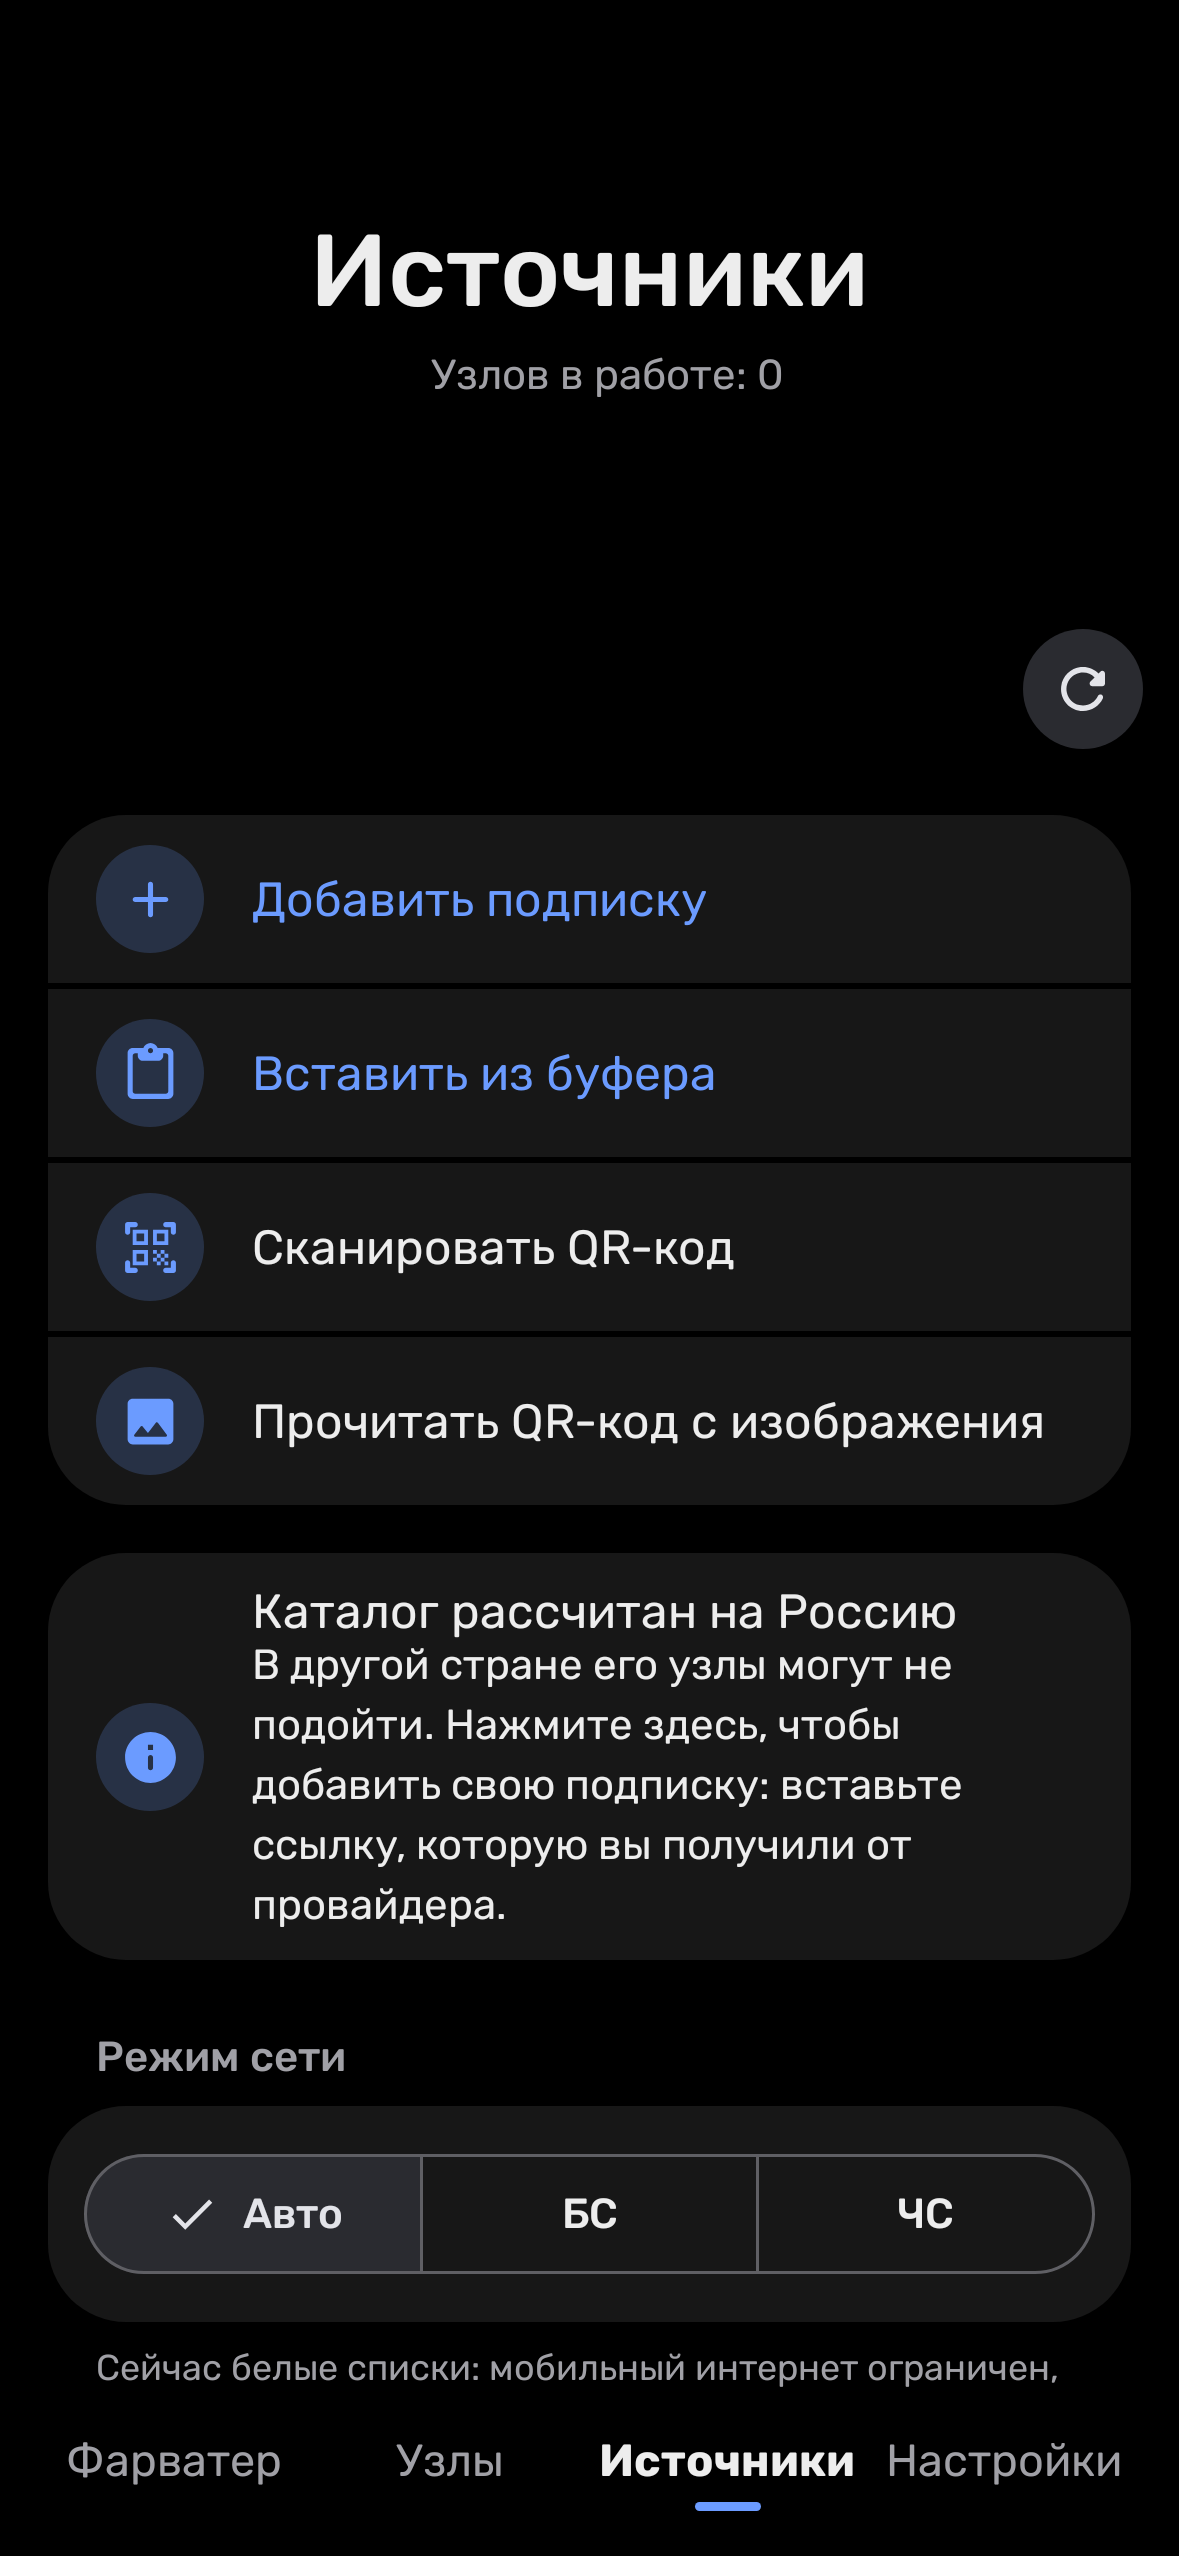 Источники
Узлов в работе: 0
Добавить подписку
Вставить из буфера
Сканировать QR-код
Прочитать QR-код с изображения
Каталог рассчитан на Россию
В другой стране его узлы могут не
подойти. Нажмите здесь, чтобы
добавить свою подписку: вставьте
ссылку, которую вы получили от
провайдера.
Режим сети
Авто БС ЧС
Сейчас белые списки: мобильный интернет ограничен,
Фарватер Узлы Источники Настройки